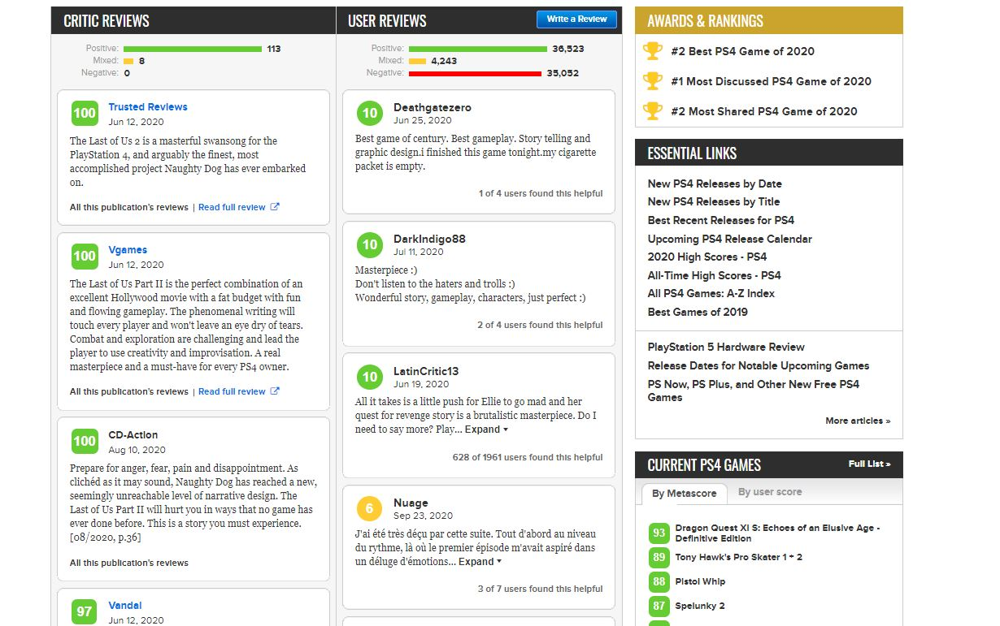 CRITIC REVIEWS
Positive: 113
Mixed: 8
Negative: 0
100
Trusted Reviews
Jun 12, 2020
The Last of Us 2 is a masterful swansong for the
PlayStation 4, and arguably the finest, most
accomplished project Naughty Dog has ever embarked
on.
All this publication's reviews | Read full review
100
Vgames
Jun 12, 2020
The Last of Us Part II is the perfect combination of an
excellent Hollywood movie with a fat budget with fun
and flowing gameplay. The phenomenal writing will
touch every player and won't leave an eye dry of tears.
Combat and exploration are challenging and lead the
player to use creativity and improvisation. A real
masterpiece and a must-have for every PS4 owner.
All this publication's reviews | Read full review
100
CD-Action
Aug 10, 2020
Prepare for anger, fear, pain and disappointment. As
clichéd as it may sound, Naughty Dog has reached a new,
seemingly unreachable level of narrative design. The
Last of Us Part II will hurt you in ways that no game has
ever done before. This is a story you must experience.
[08/2020, p.36]
All this publication's reviews
97
Vandal
Jun 12, 2020
USER REVIEWS
Write a Review
Positive: 36,523
Mixed: 4,243
Negative: 35,052
10
Deathgatezero
Jun 25, 2020
Best game of century. Best gameplay. Story telling and
graphic design.i finished this game tonight.my cigarette
packet is empty.
1 of 4 users found this helpful
10
DarkIndigo88
Jul 11, 2020
Masterpiece :)
Don't listen to the haters and trolls :)
Wonderful story, gameplay, characters, just perfect :)
2 of 4 users found this helpful
10
LatinCritic13
Jun 19, 2020
All it takes is a little push for Ellie to go mad and her
quest for revenge story is a brutalistic masterpiece. Do I
need to say more? Play... Expand
628 of 1961 users found this helpful
6
Nuage
Sep 23, 2020
J'ai été très déçu par cette suite. Tout d'abord au niveau
du rythme, là où le premier épisode m'avait aspiré dans
un déluge d'émotions... Expand
3 of 7 users found this helpful
AWARDS & RANKINGS
#2 Best PS4 Game of 2020
#1 Most Discussed PS4 Game of 2020
#2 Most Shared PS4 Game of 2020
ESSENTIAL LINKS
New PS4 Releases by Date
New PS4 Releases by Title
Best Recent Releases for PS4
Upcoming PS4 Release Calendar
2020 High Scores - PS4
All-Time High Scores - PS4
All PS4 Games: A-Z Index
Best Games of 2019
PlayStation 5 Hardware Review
Release Dates for Notable Upcoming Games
PS Now, PS Plus, and Other New Free PS4
Games
More articles »
CURRENT PS4 GAMES
Full List »
By Metascore
By user score
93 Dragon Quest XI S: Echoes of an Elusive Age -
Definitive Edition
89 Tony Hawk's Pro Skater 1 + 2
88 Pistol Whip
87 Spelunky 2